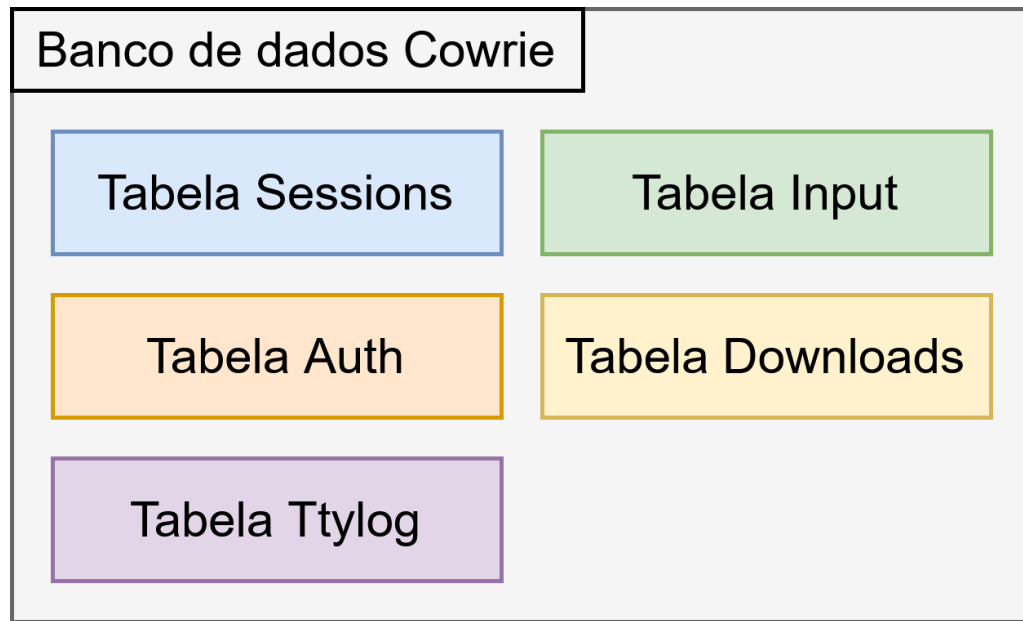 Banco de dados Cowrie
Tabela Sessions
Tabela Input
Tabela Auth
Tabela Downloads
Tabela Ttylog